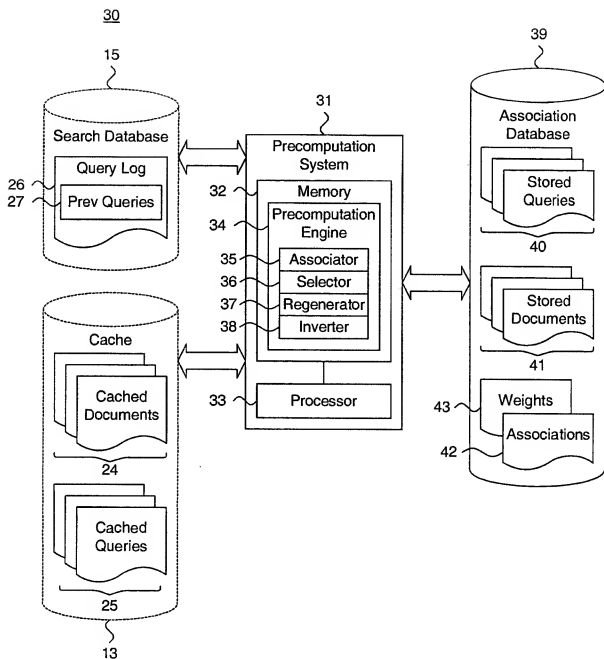 30
15
Search Database
Query Log
26
27
Prev Queries
Cache
Cached
Documents
24
Cached
Queries
25
13
31
Precomputation
System
32
Memory
34
Precomputation
Engine
35
Associator
36
Selector
37
Regenerator
38
Inverter
33
Processor
39
Association
Database
Stored
Queries
40
Stored
Documents
41
43
Weights
Associations
42